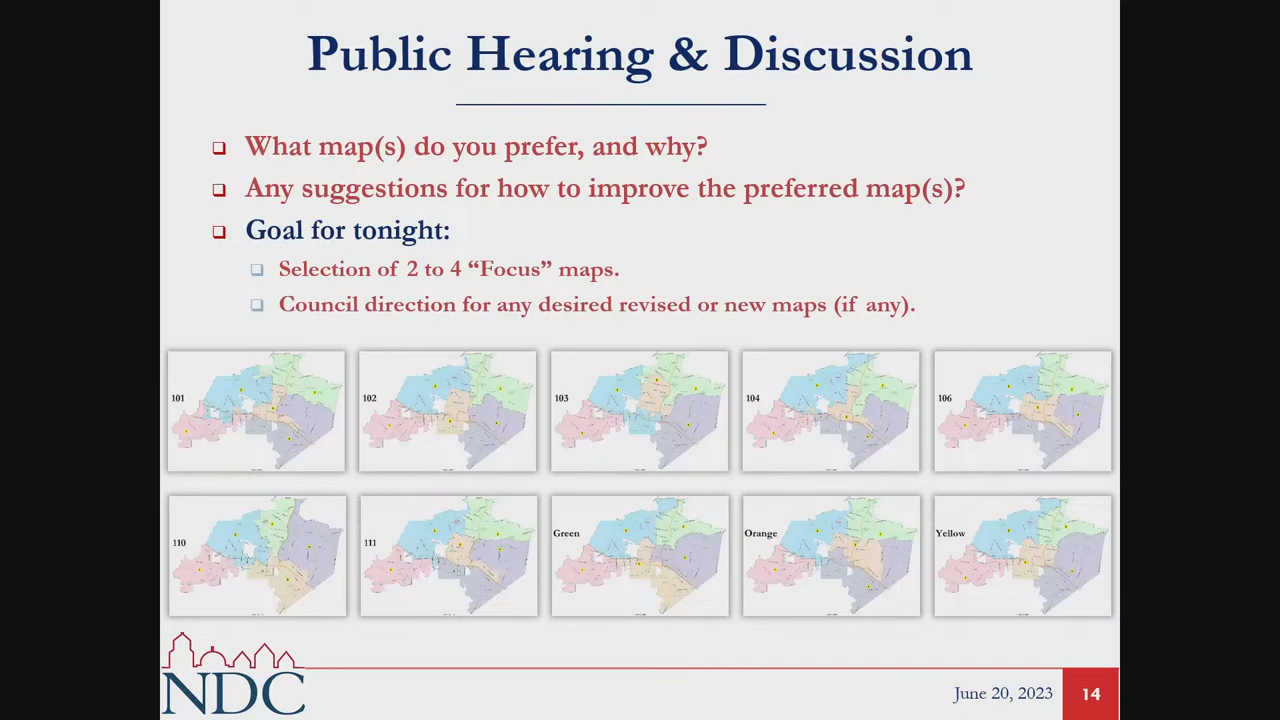 Public Hearing & Discussion
What map(s) do you prefer, and why?
Any suggestions for how to improve the preferred map(s)?
Goal for tonight:
Selection of 2 to 4 “Focus” maps.
Council direction for any desired revised or new maps (if any).
101
102
103
104
106
110
111
Green
Orange
Yellow
NDC
June 20, 2023
14